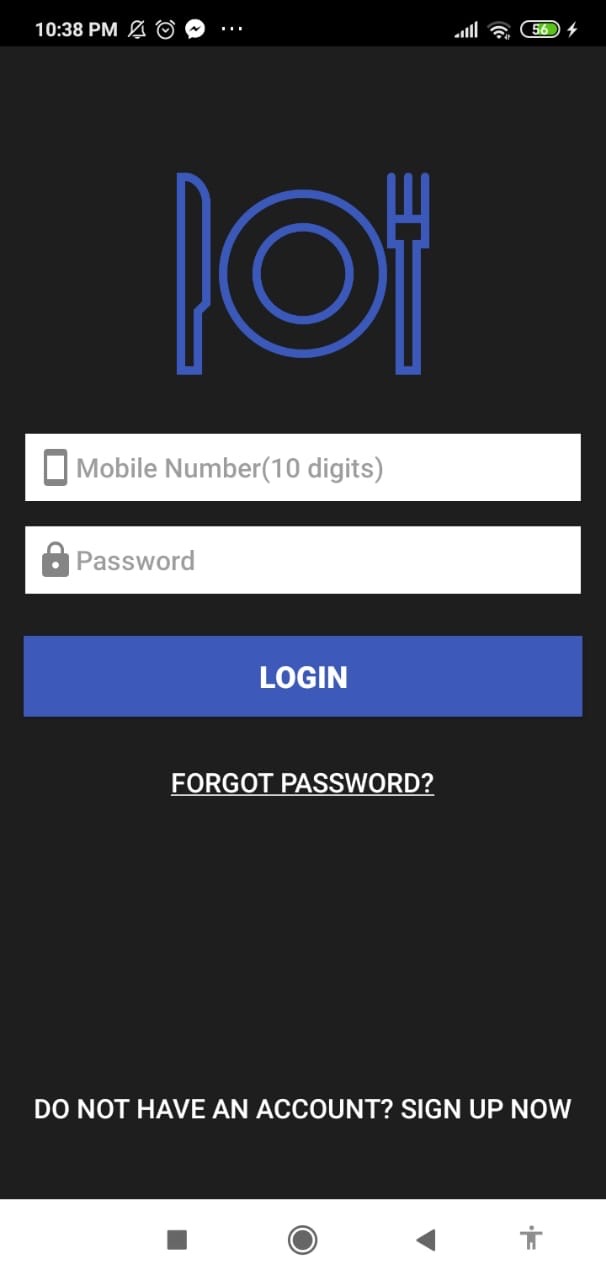 10:38 PM
56
Mobile Number(10 digits)
Password
LOGIN
FORGOT PASSWORD?
DO NOT HAVE AN ACCOUNT? SIGN UP NOW